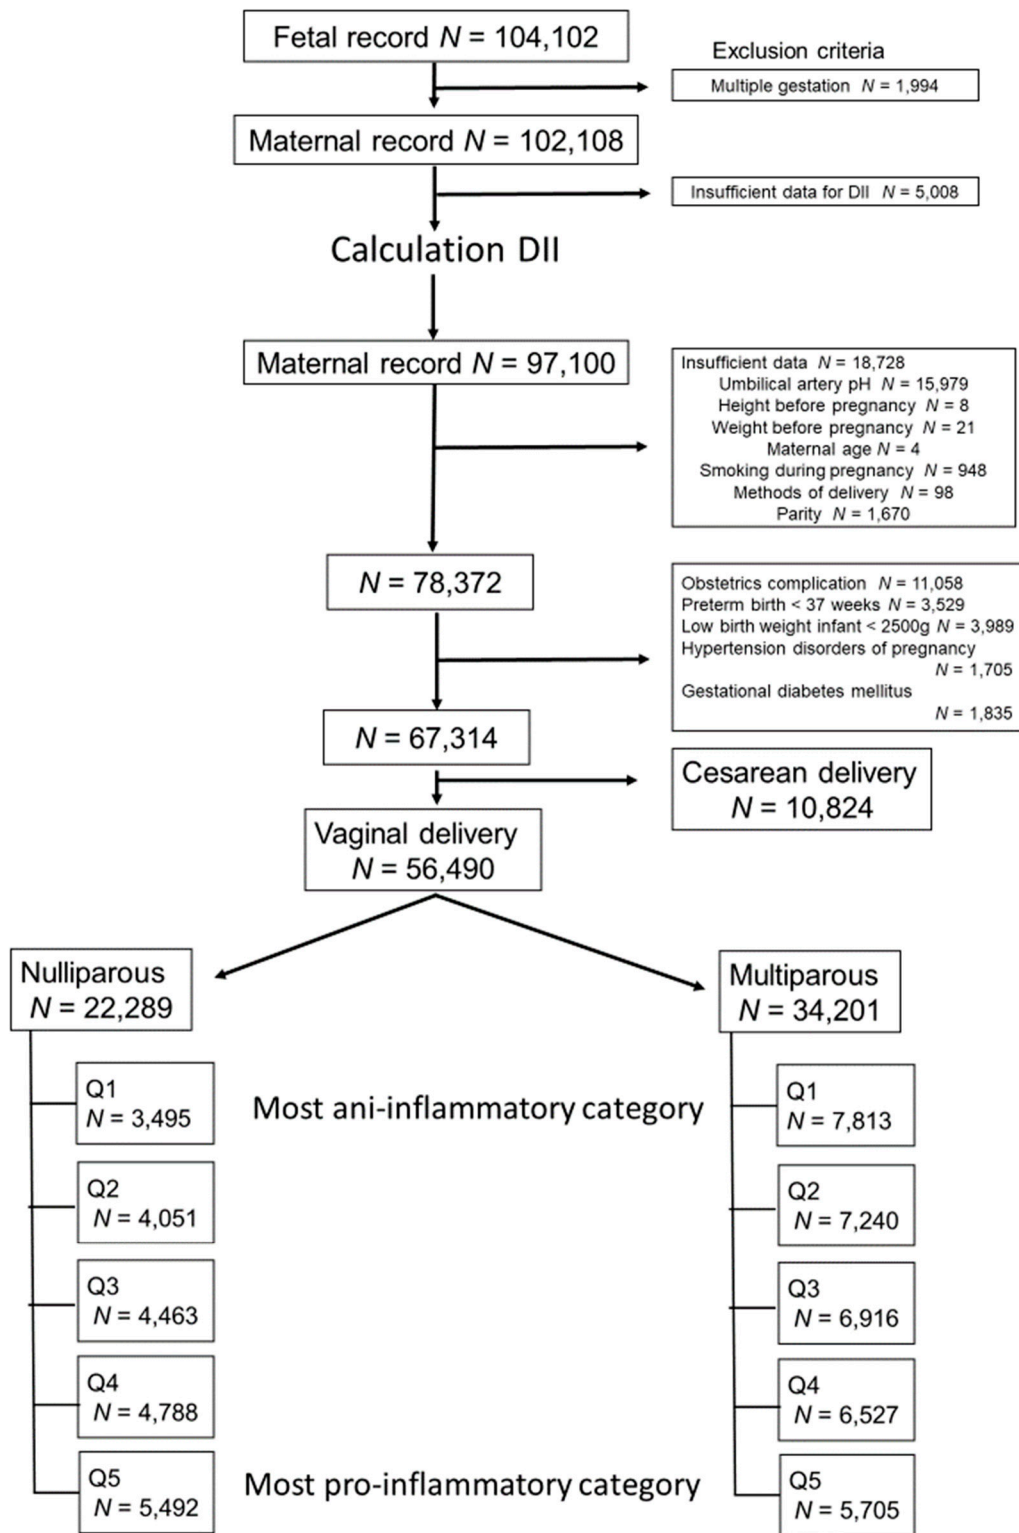 Fetal record N = 104,102
Exclusion criteria
Multiple gestation N = 1,994
Maternal record N = 102,108
Insufficient data for DII N = 5,008
Calculation DII
Maternal record N = 97,100
Insufficient data N = 18,728
Umbilical artery pH N = 15,979
Height before pregnancy N = 8
Weight before pregnancy N = 21
Maternal age N = 4
Smoking during pregnancy N = 948
Methods of delivery N = 98
Parity N = 1,670
N = 78,372
Obstetrics complication N = 11,058
Preterm birth < 37 weeks N = 3,529
Low birth weight infant < 2500g N = 3,989
Hypertension disorders of pregnancy
N = 1,705
Gestational diabetes mellitus
N = 1,835
N = 67,314
Cesarean delivery
N = 10,824
Vaginal delivery
N = 56,490
Nulliparous
N = 22,289
Multiparous
N = 34,201
Q1
N = 3,495
Most ani-inflammatory category
Q1
N = 7,813
Q2
N = 4,051
Q2
N = 7,240
Q3
N = 4,463
Q3
N = 6,916
Q4
N = 4,788
Q4
N = 6,527
Q5
N = 5,492
Most pro-inflammatory category
Q5
N = 5,705